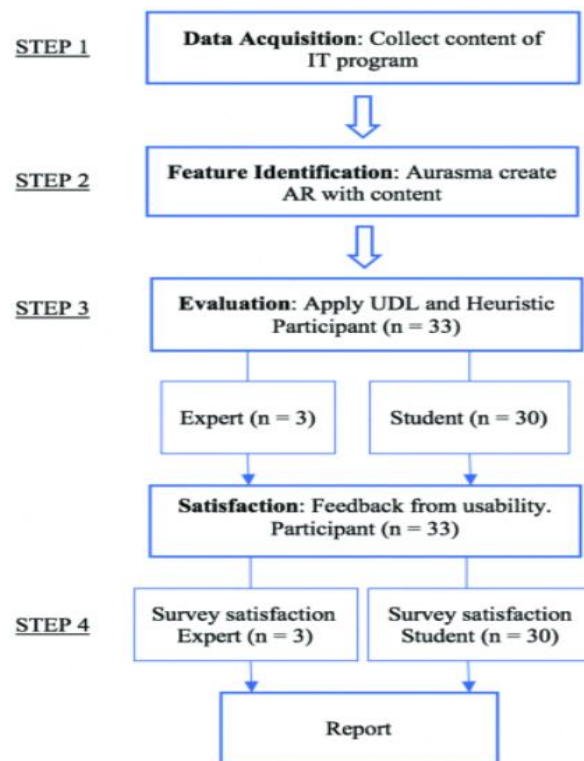 STEP 1
Data Acquisition: Collect content of
IT program
STEP 2
Feature Identification: Aurasma create
AR with content
STEP 3
Evaluation: Apply UDL and Heuristic
Participant (n = 33)
Expert (n = 3)
Student (n = 30)
Satisfaction: Feedback from usability.
Participant (n = 33)
STEP 4
Survey satisfaction
Expert (n = 3)
Survey satisfaction
Student (n = 30)
Report